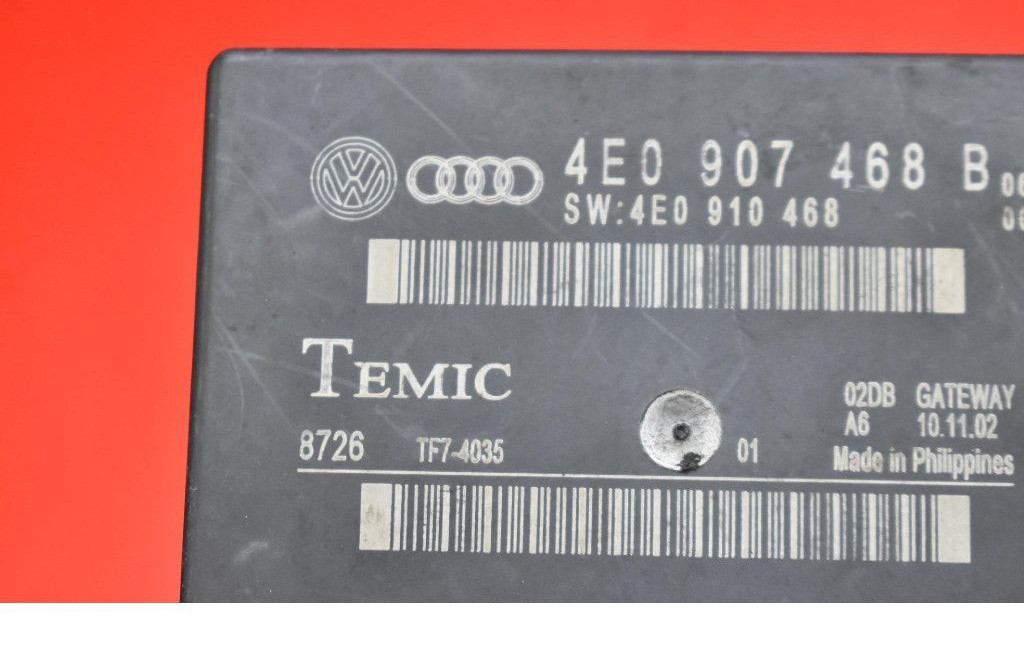 4E0 907 468 B
SW:4E0 910 468
TEMIC
02DB GATEWAY
A6 10.11.02
8726 TF7-4035 01 Made in Philippines